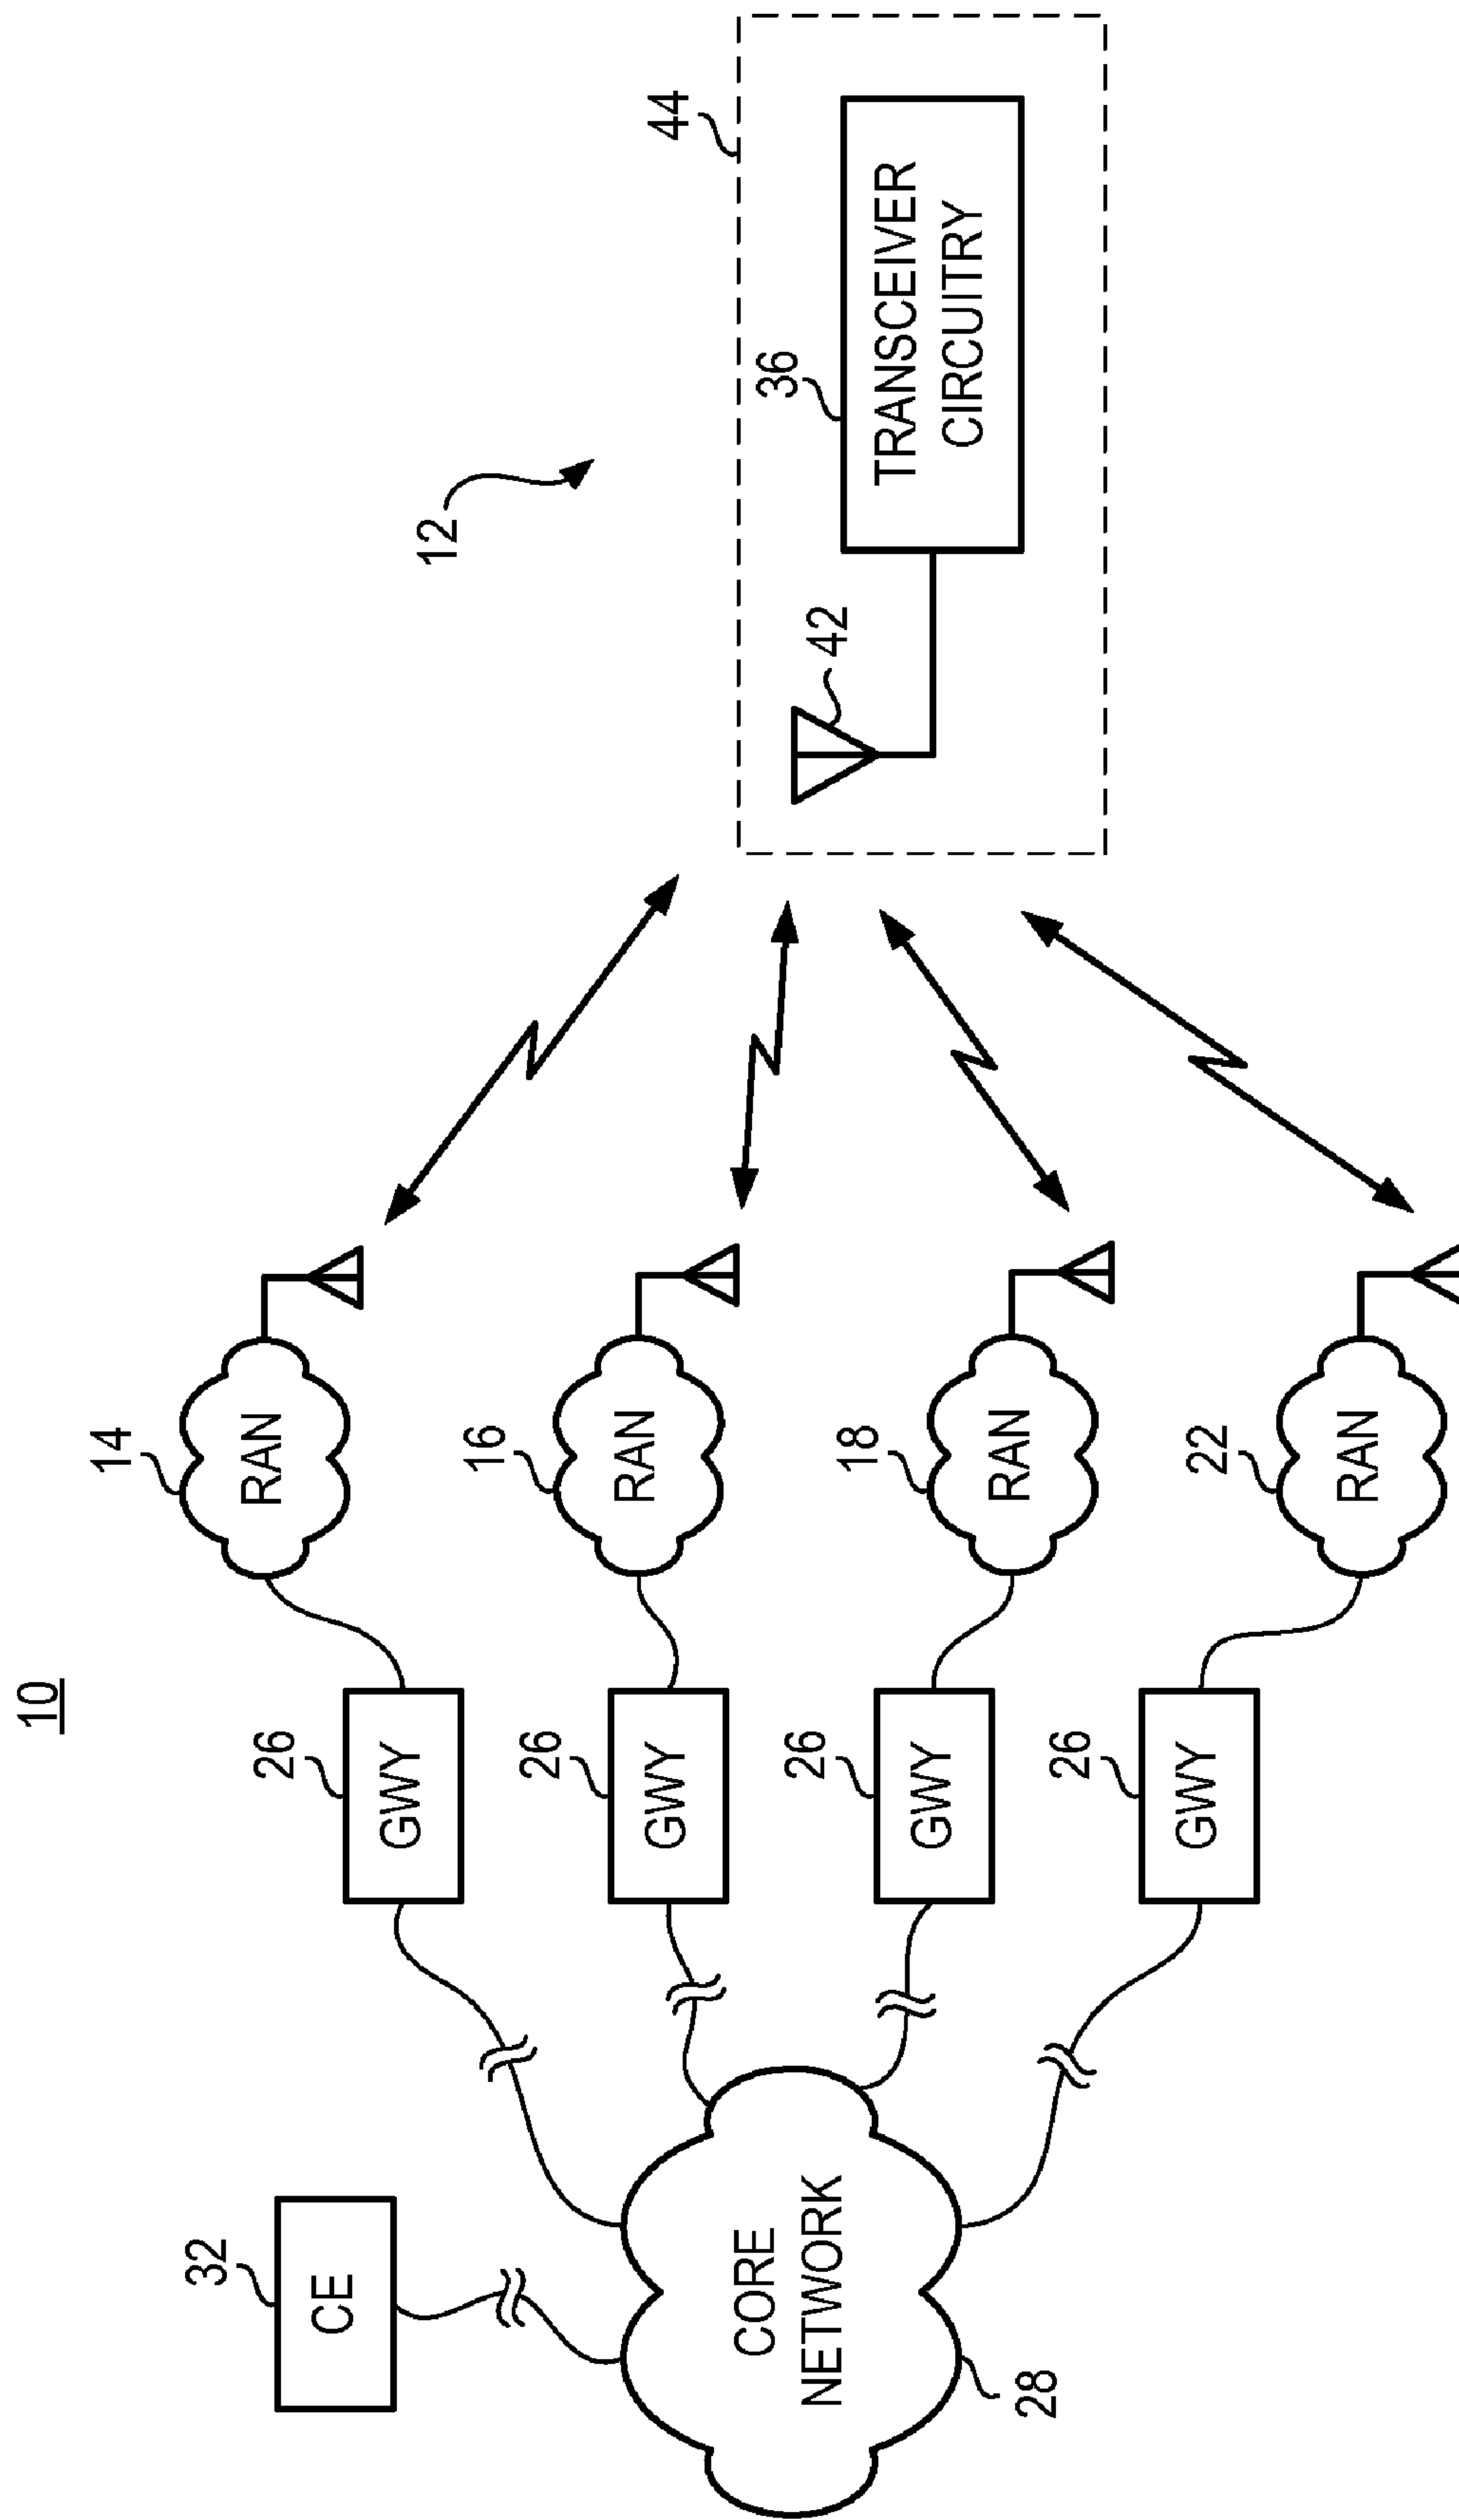 10
32
CE
CORE
NETWORK
28
26
GWY
26
GWY
26
GWY
26
GWY
14
RAN
16
RAN
18
RAN
22
RAN
12
42
36
TRANSCEIVER
CIRCUITRY
44